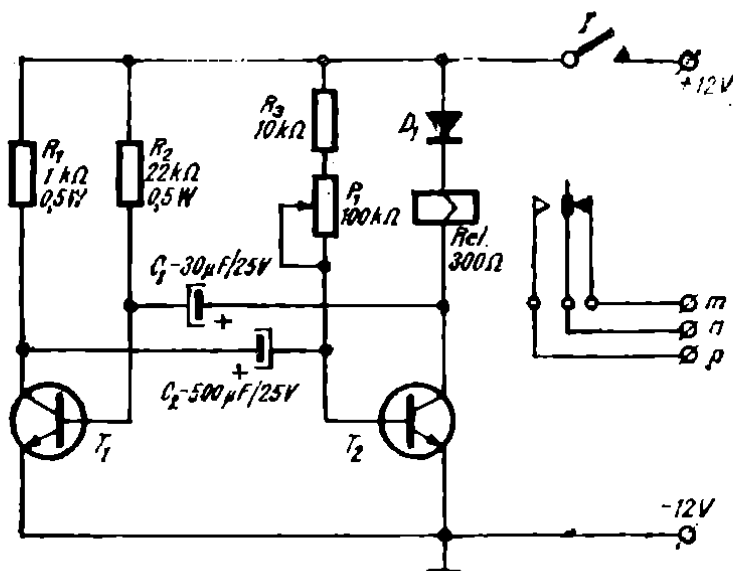 I
+12V
R3
10kΩ
D1
R1
1kΩ
0,5W
R2
22kΩ
0,5W
P1
100kΩ
Rel.
300Ω
C1-30µF/25V
+
m
n
p
+
C2-500µF/25V
T1
T2
-12V